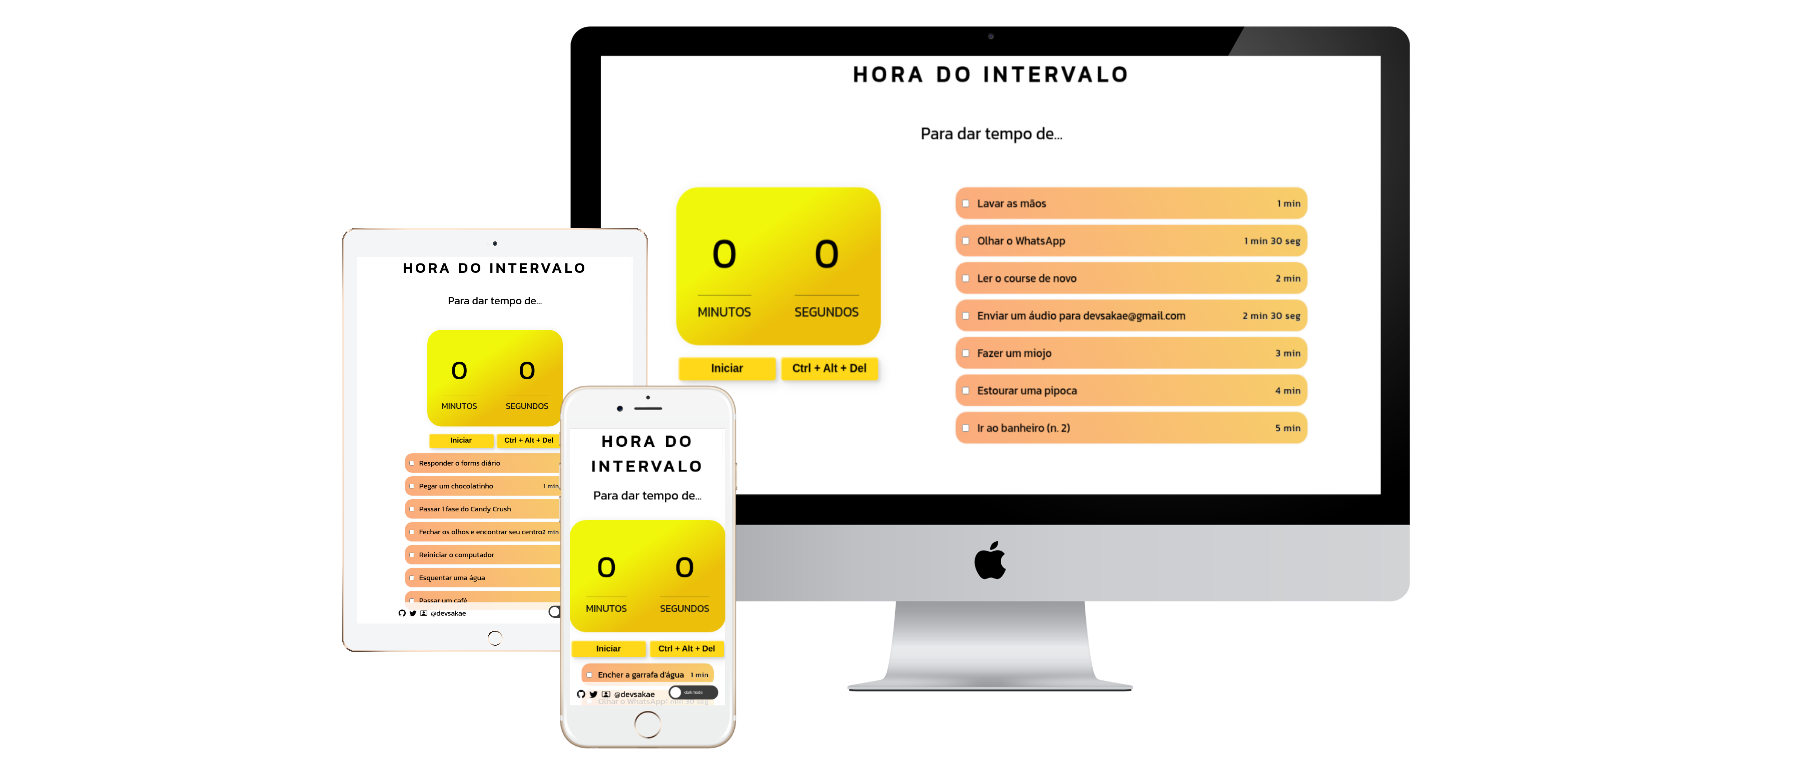 HORA DO INTERVALO
Para dar tempo de...
0 0
MINUTOS SEGUNDOS
Iniciar Ctrl + Alt + Del
Lavar as mãos 1 min
Olhar o WhatsApp 1 min 30 seg
Ler o course de novo 2 min
Enviar um áudio para devsakae@gmail.com 2 min 30 seg
Fazer um miojo 3 min
Estourar uma pipoca 4 min
Ir ao banheiro (n. 2) 5 min
HORA DO INTERVALO
Para dar tempo de...
0 0
MINUTOS SEGUNDOS
Iniciar Ctrl + Alt + Del
Responder o forms diário
Pegar um chocolatinho 1 min
Passar 1 fase do Candy Crush
Fechar os olhos e encontrar seu centro 2 min
Reiniciar o computador
Esquentar uma água
Passar um café
@devsakae
HORA DO
INTERVALO
Para dar tempo de...
0 0
MINUTOS SEGUNDOS
Iniciar Ctrl + Alt + Del
Encher a garrafa d'água 1 min
@devsakae
Olhar o WhatsApp 1 min 30 seg